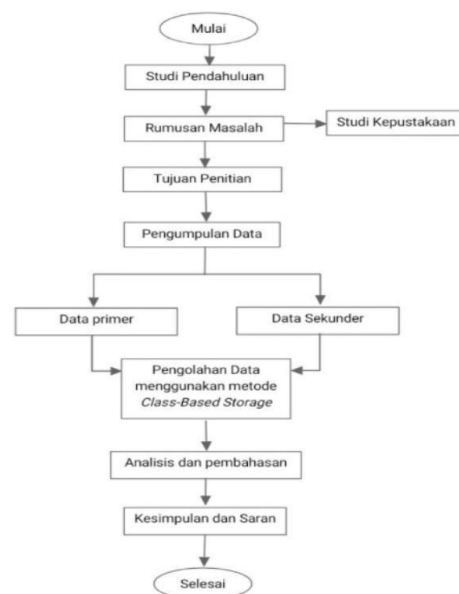 Mulai
Studi Pendahuluan
Rumusan Masalah
Studi Kepustakaan
Tujuan Penitian
Pengumpulan Data
Data primer
Data Sekunder
Pengolahan Data
menggunakan metode
Class-Based Storage
Analisis dan pembahasan
Kesimpulan dan Saran
Selesai